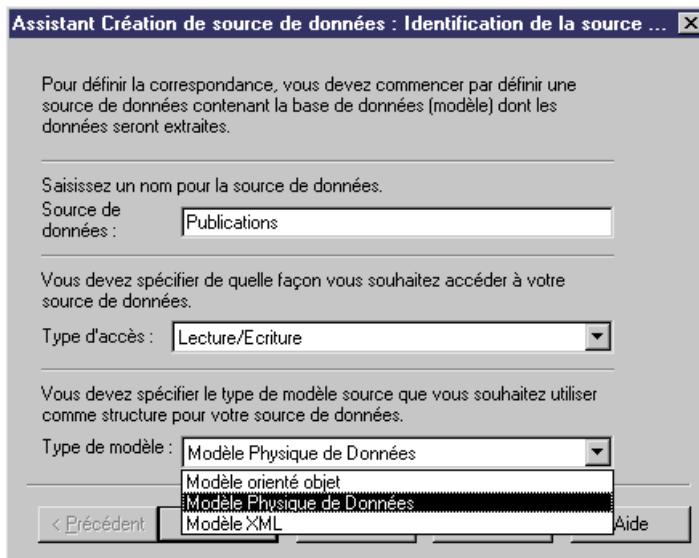 Assistant Création de source de données : Identification de la source ...
Pour définir la correspondance, vous devez commencer par définir une
source de données contenant la base de données (modèle) dont les
données seront extraites.
Saisissez un nom pour la source de données.
Source de
données :
Publications
Vous devez spécifier de quelle façon vous souhaitez accéder à votre
source de données.
Type d'accès :
Lecture/Ecriture
Vous devez spécifier le type de modèle source que vous souhaitez utiliser
comme structure pour votre source de données.
Type de modèle :
Modèle Physique de Données
Modèle orienté objet
Modèle Physique de Données
Modèle XML
< Précédent
Aide